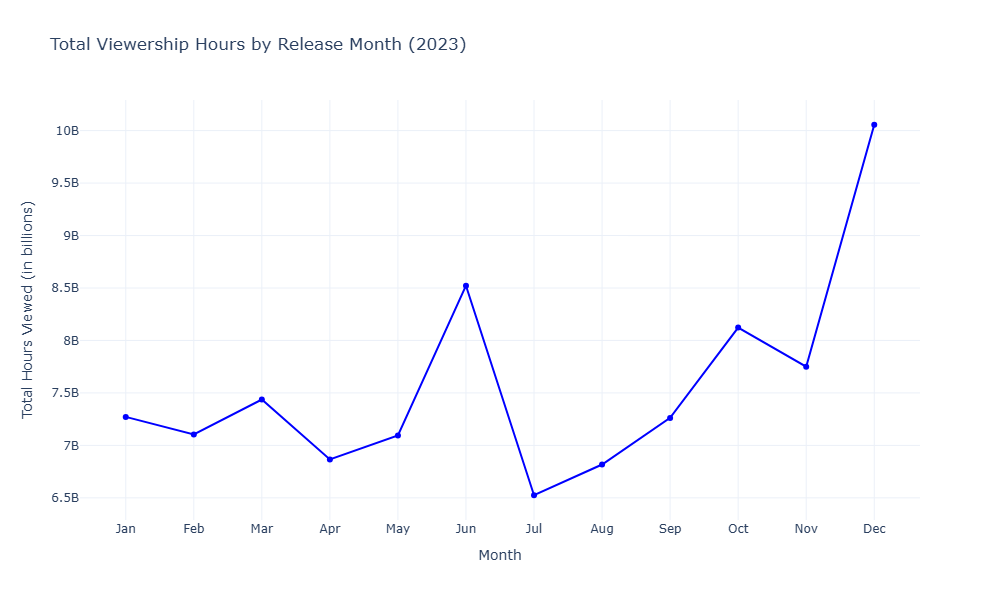 Total Viewership Hours by Release Month (2023)
Total Hours Viewed (in billions)
10B
9.5B
9B
8.5B
8B
7.5B
7B
6.5B
Jan Feb Mar Apr May Jun Jul Aug Sep Oct Nov Dec
Month